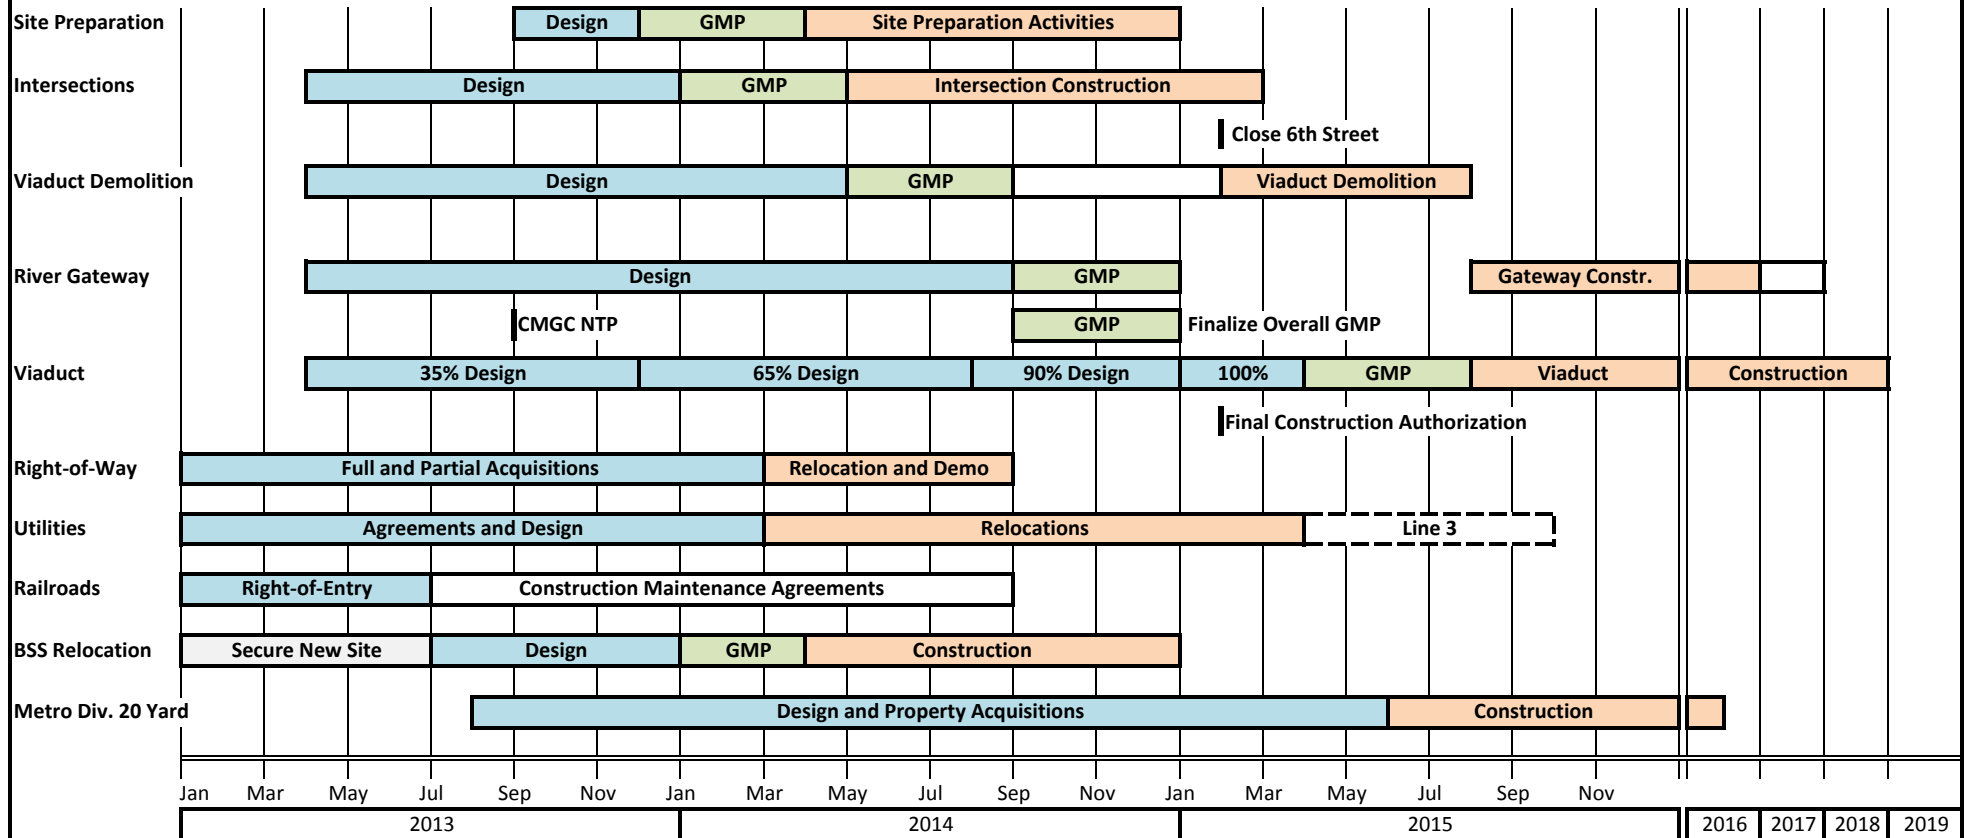 Site Preparation Design GMP Site Preparation Activities
Intersections Design GMP Intersection Construction
Close 6th Street
Viaduct Demolition Design GMP Viaduct Demolition
River Gateway Design GMP Gateway Constr.
CMGC NTP GMP Finalize Overall GMP
Viaduct 35% Design 65% Design 90% Design 100% GMP Viaduct Construction
Final Construction Authorization
Right-of-Way Full and Partial Acquisitions Relocation and Demo
Utilities Agreements and Design Relocations Line 3
Railroads Right-of-Entry Construction Maintenance Agreements
BSS Relocation Secure New Site Design GMP Construction
Metro Div. 20 Yard Design and Property Acquisitions Construction
Jan Mar May Jul Sep Nov Jan Mar May Jul Sep Nov Jan Mar May Jul Sep Nov
2013 2014 2015 2016 2017 2018 2019